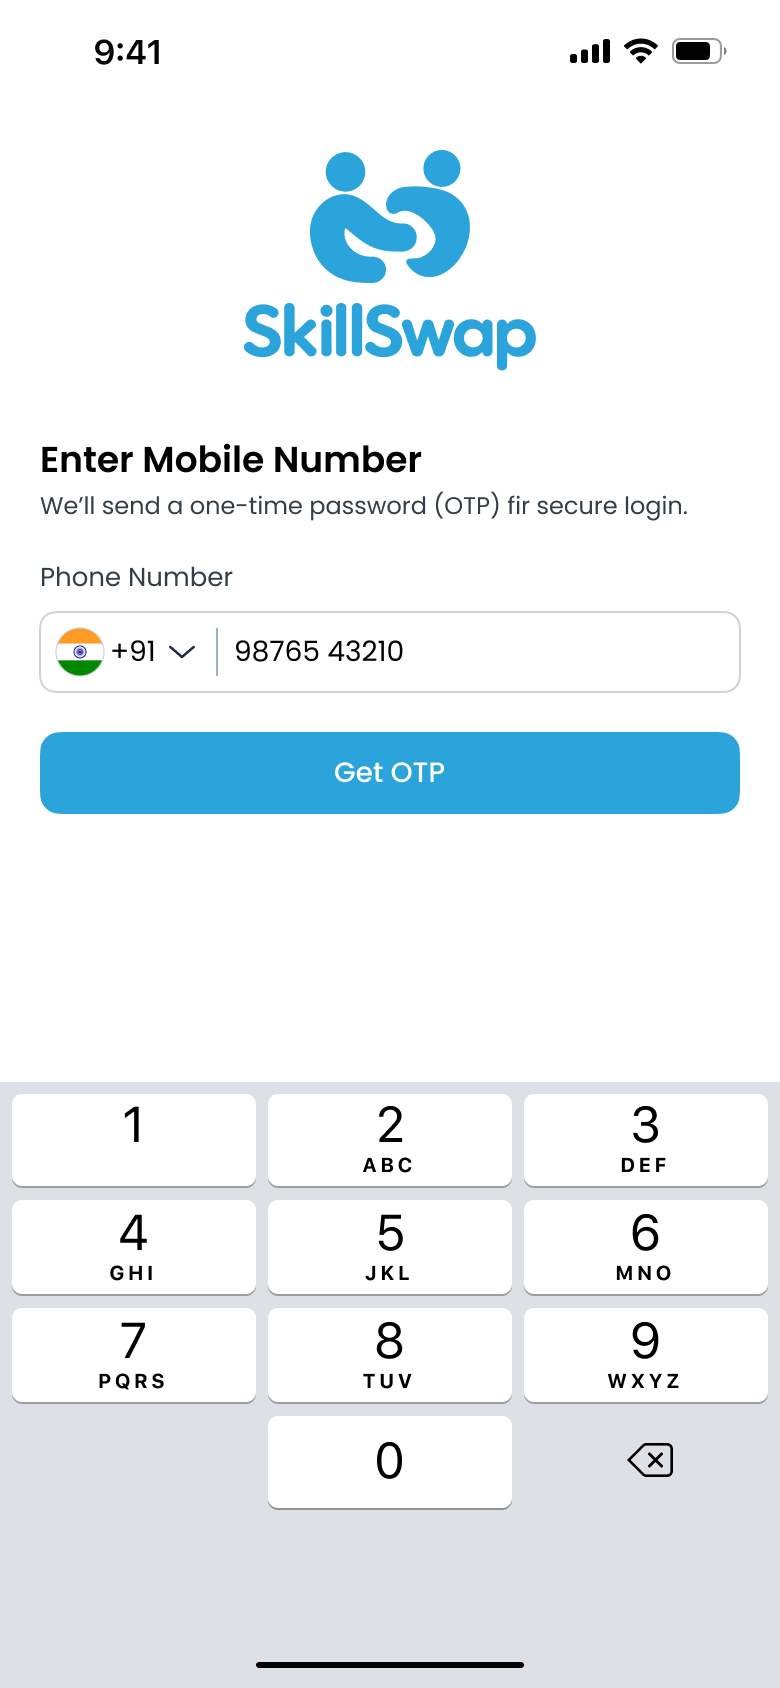 9:41
SkillSwap
Enter Mobile Number
We’ll send a one-time password (OTP) fir secure login.
Phone Number
+91 98765 43210
Get OTP
1 2 3
ABC DEF
4 5 6
GHI JKL MNO
7 8 9
PQRS TUV WXYZ
0